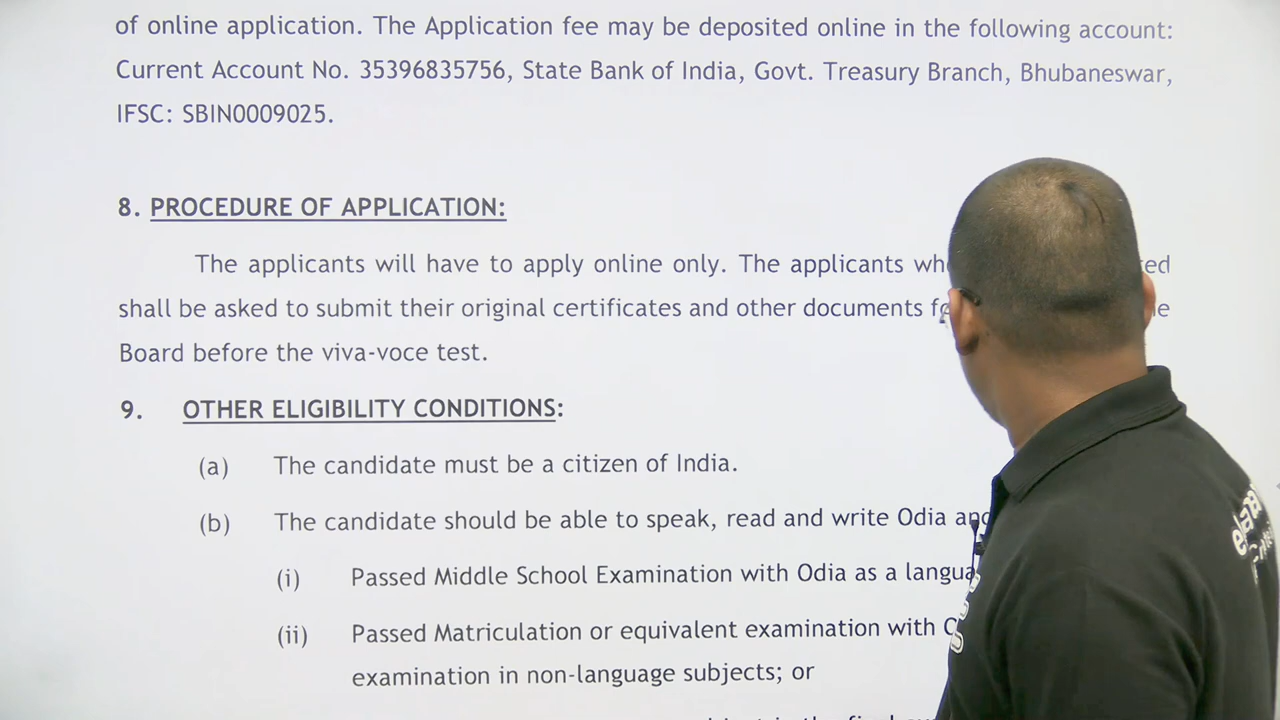 of online application. The Application fee may be deposited online in the following account:
Current Account No. 35396835756, State Bank of India, Govt. Treasury Branch, Bhubaneswar,
IFSC: SBIN0009025.
8. PROCEDURE OF APPLICATION:
The applicants will have to apply online only. The applicants
shall be asked to submit their original certificates and other documents
Board before the viva-voce test.
9. OTHER ELIGIBILITY CONDITIONS:
(a) The candidate must be a citizen of India.
(b) The candidate should be able to speak, read and write Odia and
(i) Passed Middle School Examination with Odia as a
(ii) Passed Matriculation or equivalent examination with
examination in non-language subjects; or